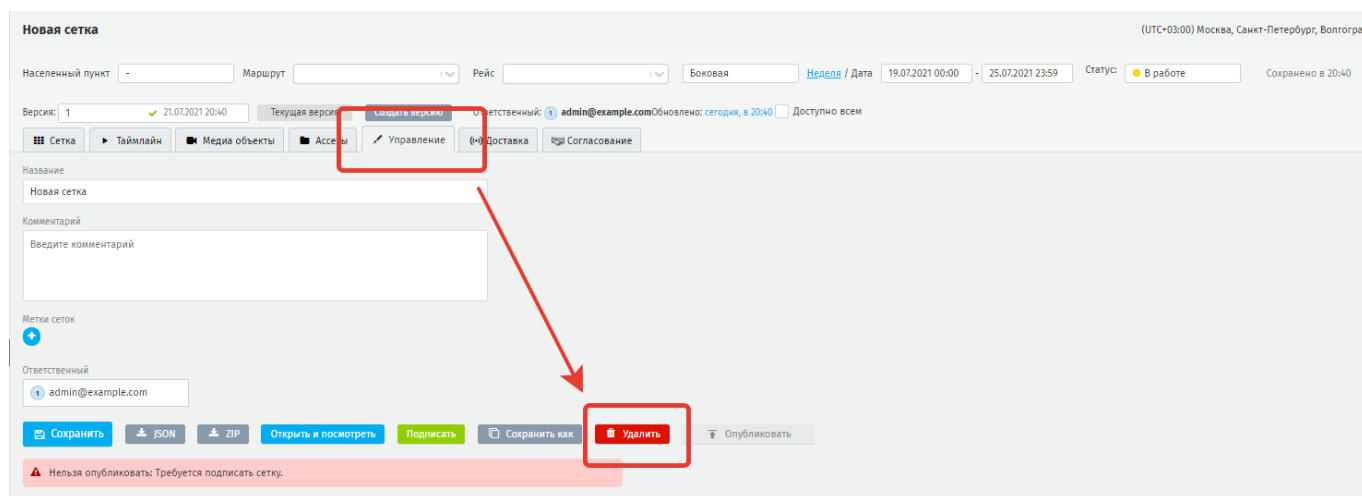 Новая сетка (UTC+03:00) Москва, Санкт-Петербург, Волгогра
Населенный пункт - Маршрут Рейс Боковая Неделя / Дата 19.07.2021 00:00 - 25.07.2021 23:59 Статус: В работе Сохранено в 20:40
Версия: 1 21.07.2021 20:40 Текущая версия Создать версию Ответственный: 1 admin@example.comОбновлено: сегодня, в 20:40 Доступно всем
Сетка Таймлайн Медиа объекты Ассеты Управление Доставка Согласование
Название
Новая сетка
Комментарий
Введите комментарий
Метки сеток
Ответственный
1 admin@example.com
Сохранить JSON ZIP Открыть и посмотреть Подписать Сохранить как Удалить Опубликовать
Нельзя опубликовать: Требуется подписать сетку.